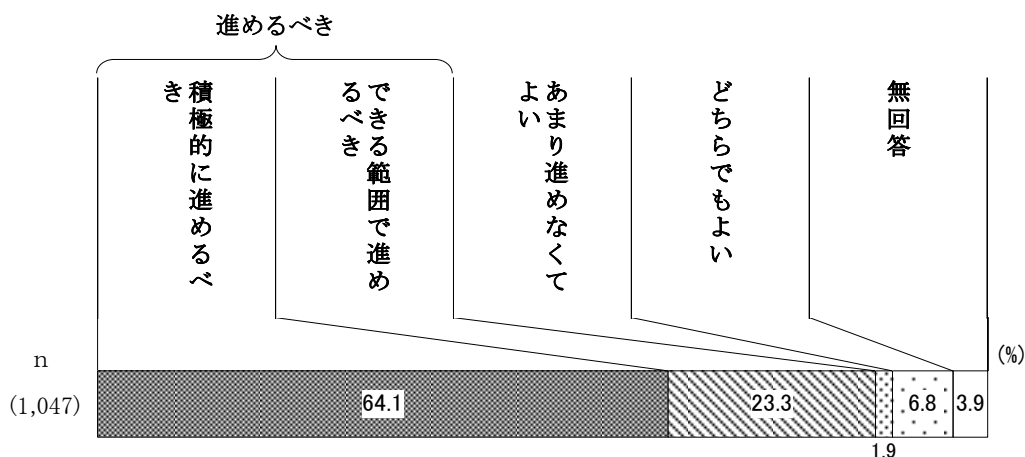 進めるべき
積極的に進めるべ
き
できる範囲で進め
るべき
あまり進めなくて
よい
どちらでもよい
無回答
(%)
n
(1,047)
64.1
23.3
1.9
6.8
3.9